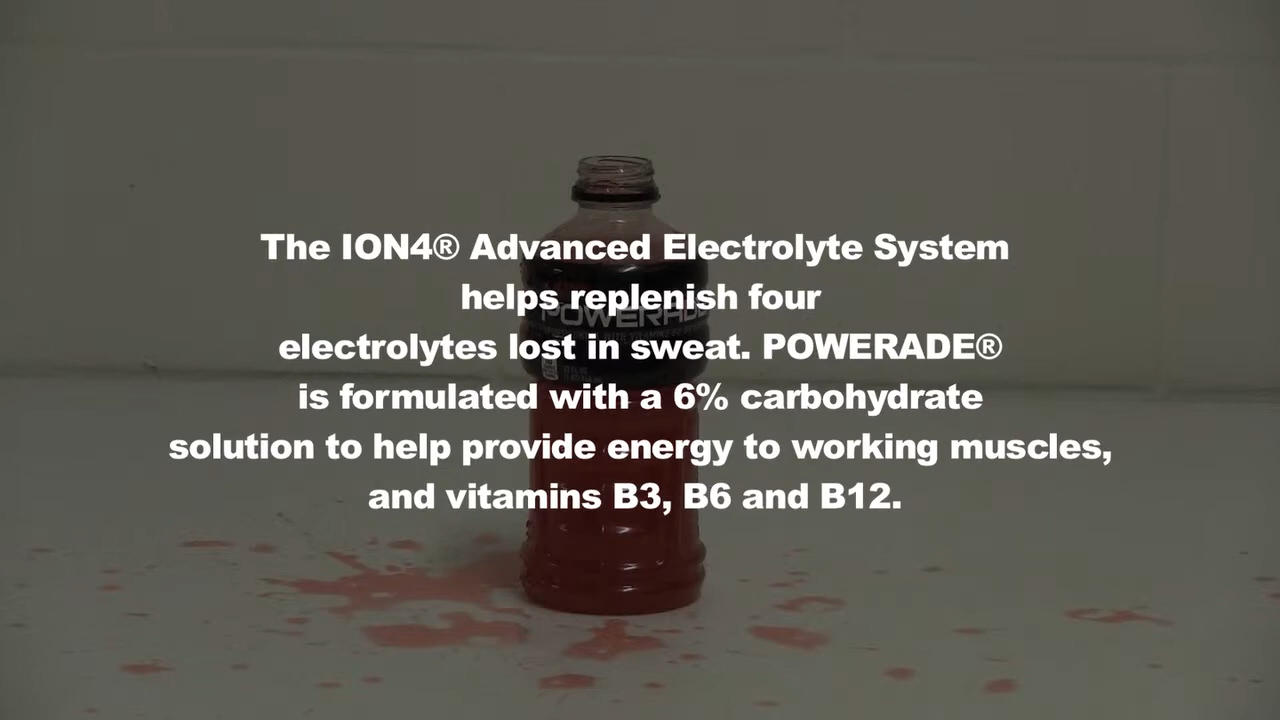 The ION4® Advanced Electrolyte System
helps replenish four
electrolytes lost in sweat. POWERADE®
is formulated with a 6% carbohydrate
solution to help provide energy to working muscles,
and vitamins B3, B6 and B12.
POWERADE